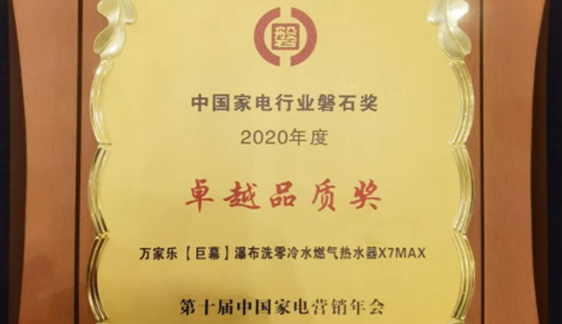 磐
中国家电行业磐石奖
2020年度
卓越品质奖
万家乐【巨幕】瀑布洗零冷水燃气热水器X7MAX
第十届中国家电营销年会